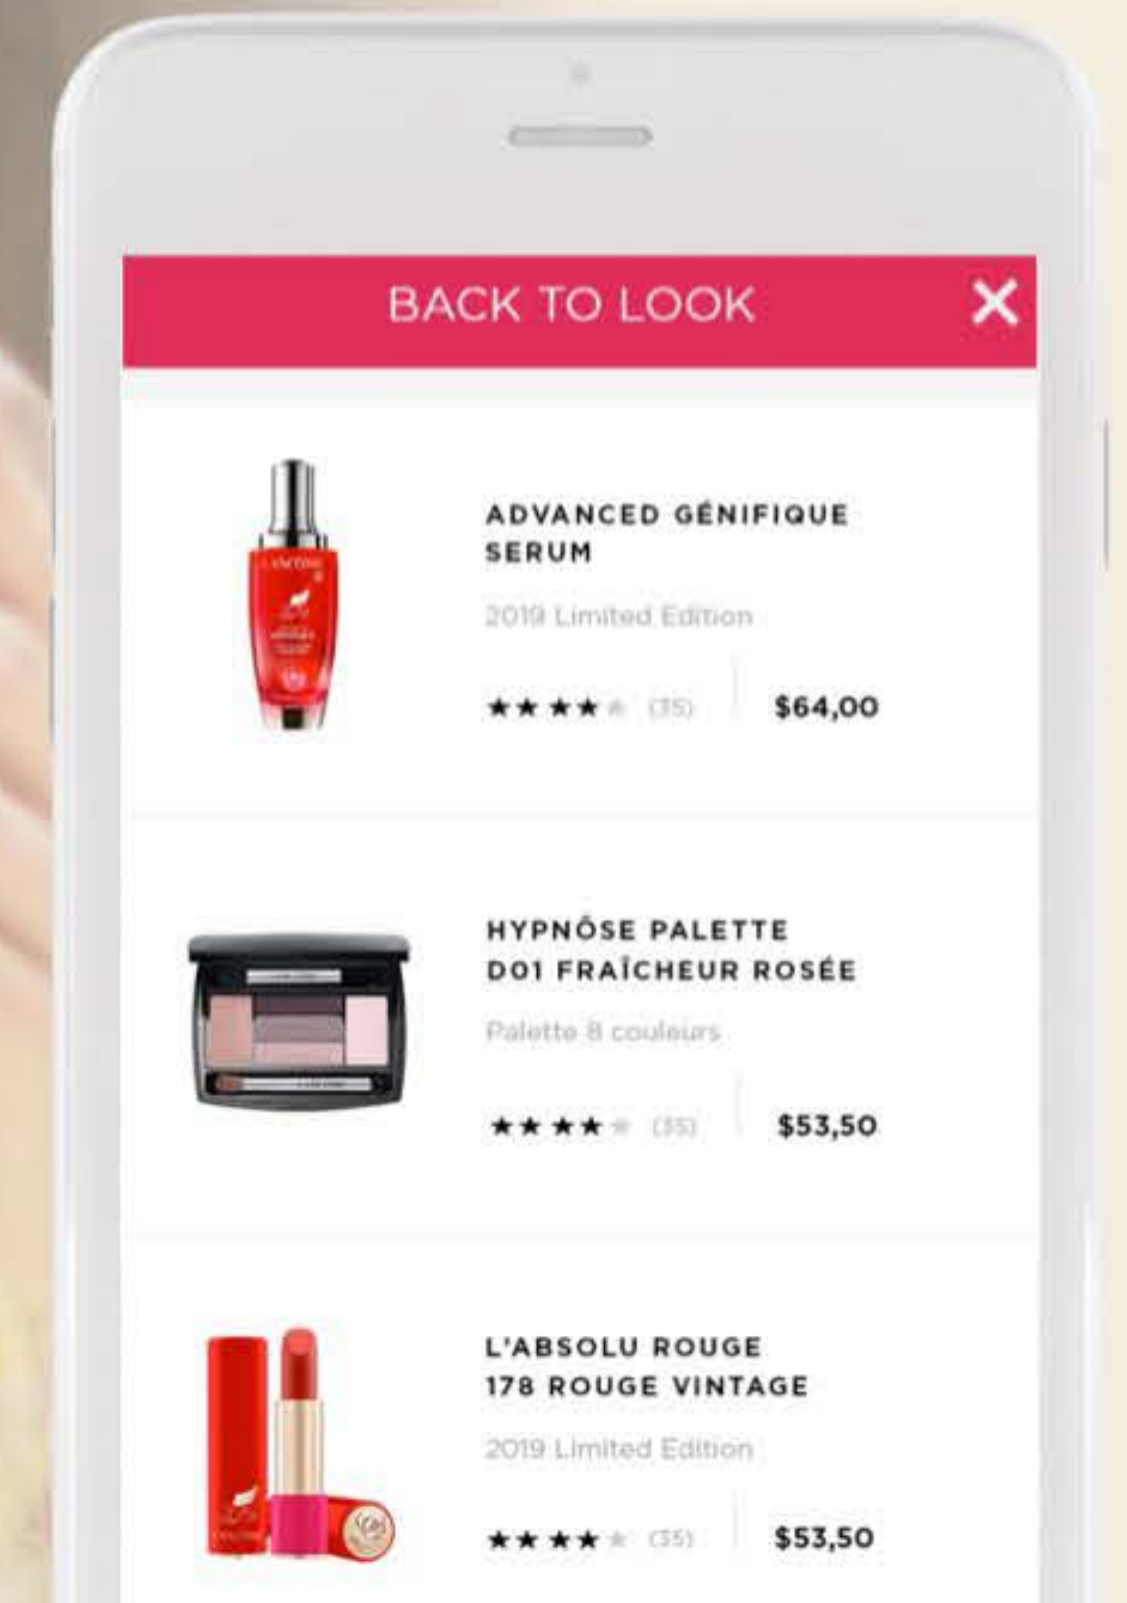 BACK TO LOOK
ADVANCED GÉNIFIQUE
SERUM
2019 Limited Edition
(35)
$64,00
HYPNÔSE PALETTE
D01 FRAÎCHEUR ROSÉE
Palette 8 couleurs
(35)
$53,50
L'ABSOLU ROUGE
178 ROUGE VINTAGE
2019 Limited Edition
(35)
$53,50